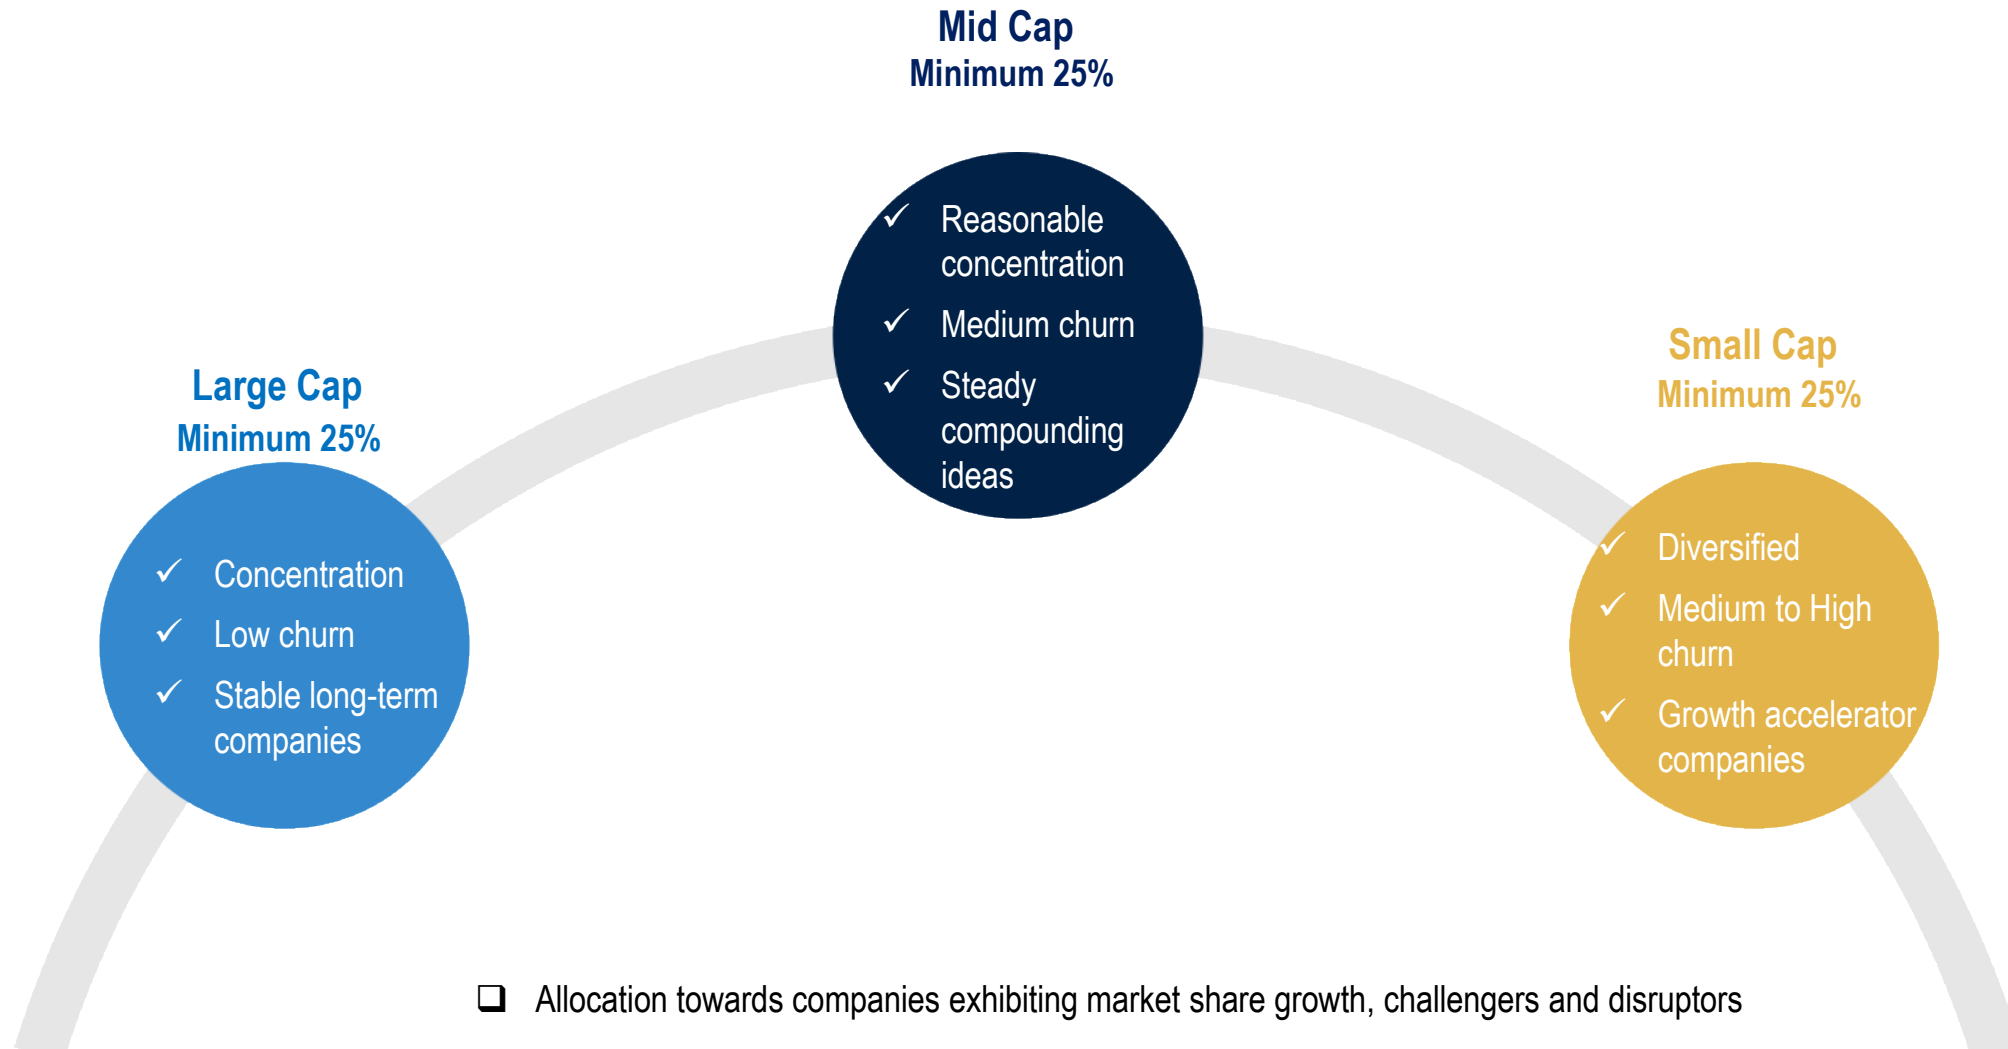 Mid Cap
Minimum 25%
✓ Reasonable
concentration
✓ Medium churn
✓ Steady
compounding
ideas
Large Cap
Minimum 25%
✓ Concentration
✓ Low churn
✓ Stable long-term
companies
Small Cap
Minimum 25%
✓ Diversified
✓ Medium to High
churn
✓ Growth accelerator
companies
❑ Allocation towards companies exhibiting market share growth, challengers and disruptors